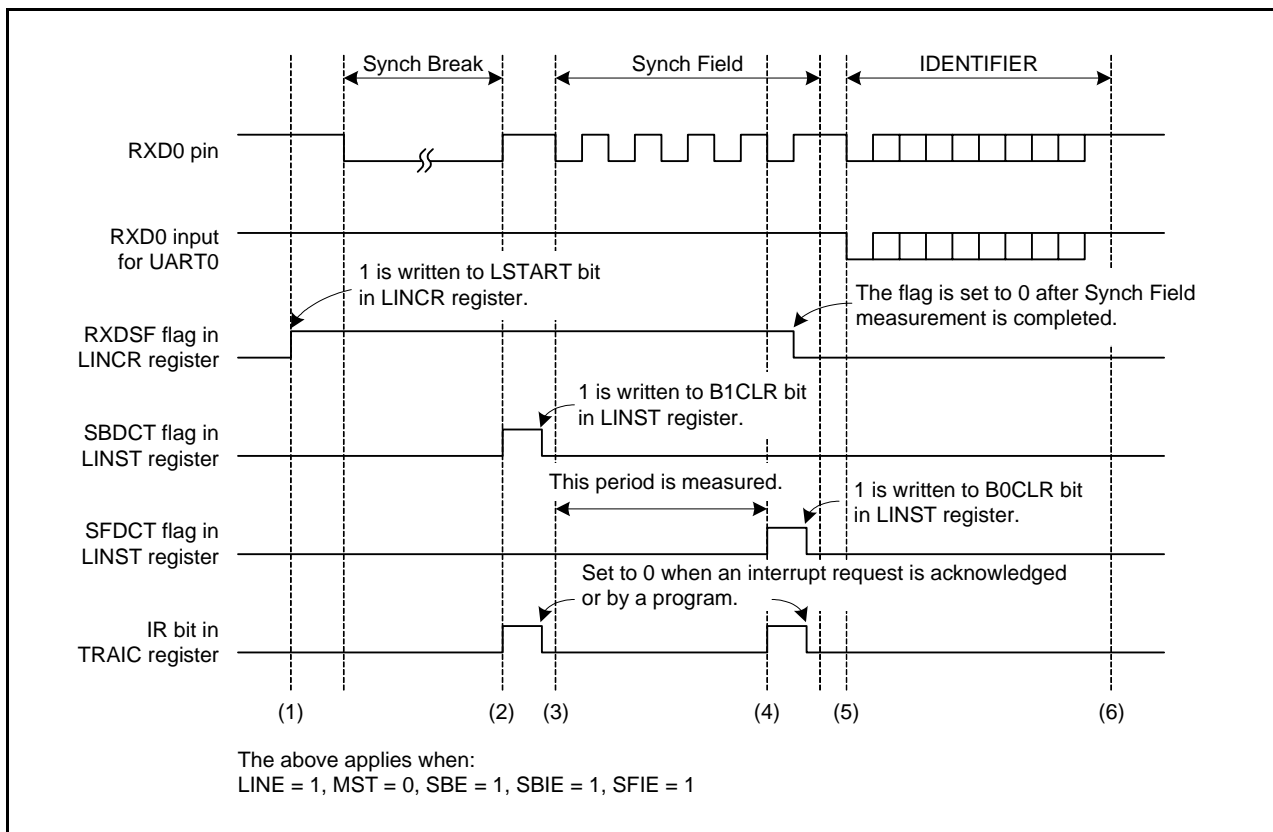 Synch Break
Synch Field
IDENTIFIER
RXD0 pin
RXD0 input
for UART0
1 is written to LSTART bit
in LINCR register.
The flag is set to 0 after Synch Field
measurement is completed.
RXDSF flag in
LINCR register
1 is written to B1CLR bit
in LINST register.
SBDCT flag in
LINST register
This period is measured.
1 is written to B0CLR bit
in LINST register.
SFDCT flag in
LINST register
Set to 0 when an interrupt request is acknowledged
or by a program.
IR bit in
TRAIC register
(1)
(2)
(3)
(4)
(5)
(6)
The above applies when:
LINE = 1, MST = 0, SBE = 1, SBIE = 1, SFIE = 1